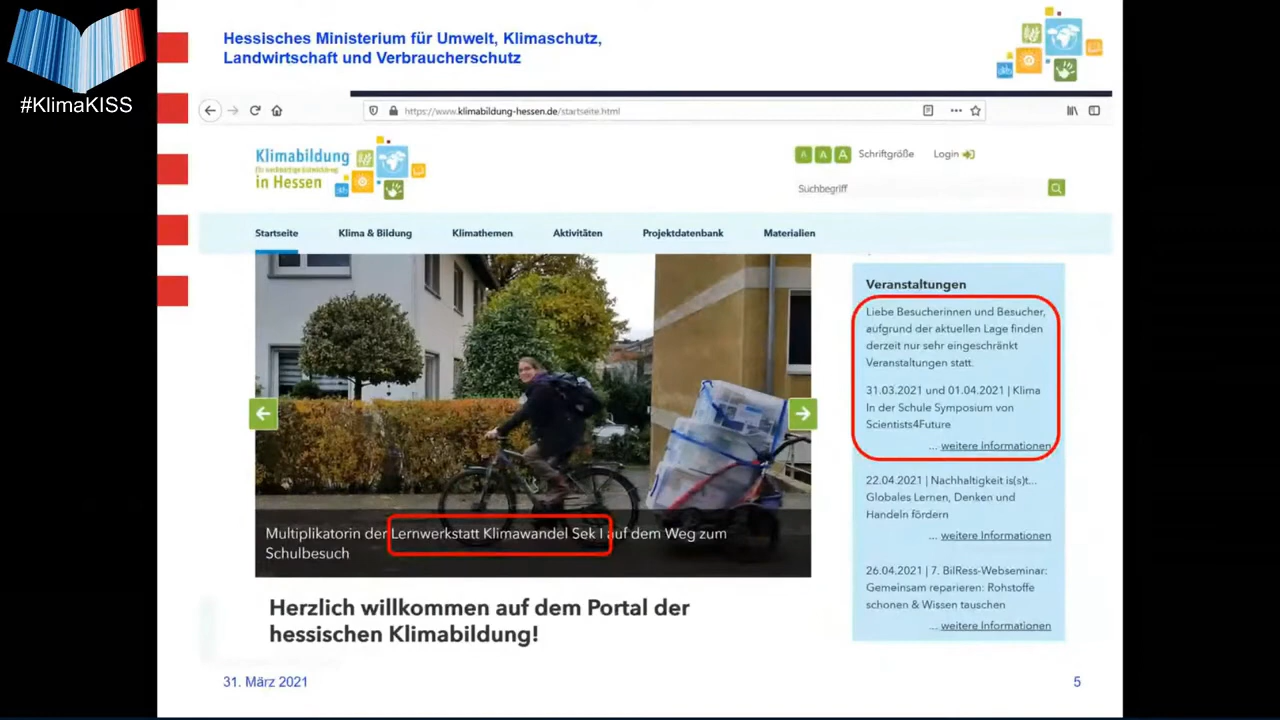 #KlimaKISS
Hessisches Ministerium für Umwelt, Klimaschutz,
Landwirtschaft und Verbraucherschutz
https://www.klimabildung-hessen.de/startseite.html
Klimabildung
für nachhaltige Entwicklung
in Hessen
A A A Schriftgröße Login
Suchbegriff
Startseite Klima & Bildung Klimathemen Aktivitäten Projektdatenbank Materialien
Multiplikatorin der Lernwerkstatt Klimawandel Sek I auf dem Weg zum
Schulbesuch
Herzlich willkommen auf dem Portal der
hessischen Klimabildung!
Veranstaltungen
Liebe Besucherinnen und Besucher,
aufgrund der aktuellen Lage finden
derzeit nur sehr eingeschränkt
Veranstaltungen statt.
31.03.2021 und 01.04.2021 | Klima
In der Schule Symposium von
Scientists4Future
... weitere Informationen
22.04.2021 | Nachhaltigkeit is(s)t...
Globales Lernen, Denken und
Handeln fördern
... weitere Informationen
26.04.2021 | 7. BilRess-Webseminar:
Gemeinsam reparieren: Rohstoffe
schonen & Wissen tauschen
... weitere Informationen
31. März 2021
5